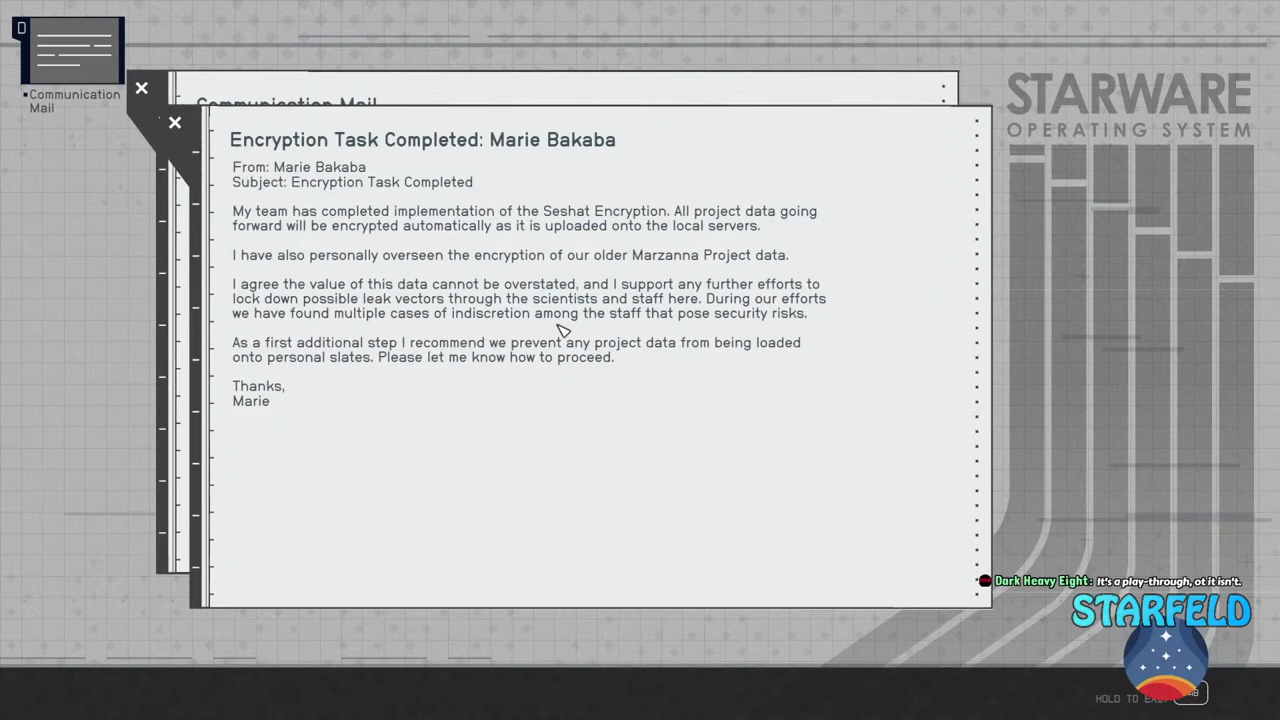 D
Communication
Mail
Communication Mail
Encryption Task Completed: Marie Bakaba
From: Marie Bakaba
Subject: Encryption Task Completed
My team has completed implementation of the Seshat Encryption. All project data going
forward will be encrypted automatically as it is uploaded onto the local servers.
I have also personally overseen the encryption of our older Marzanna Project data.
I agree the value of this data cannot be overstated, and I support any further efforts to
lock down possible leak vectors through the scientists and staff here. During our efforts
we have found multiple cases of indiscretion among the staff that pose security risks.
As a first additional step I recommend we prevent any project data from being loaded
onto personal slates. Please let me know how to proceed.
Thanks,
Marie
STARWARE
OPERATING SYSTEM
Dark Heavy Eight: It's a play-through, ot it isn't.
STARFELD
HOLD TO